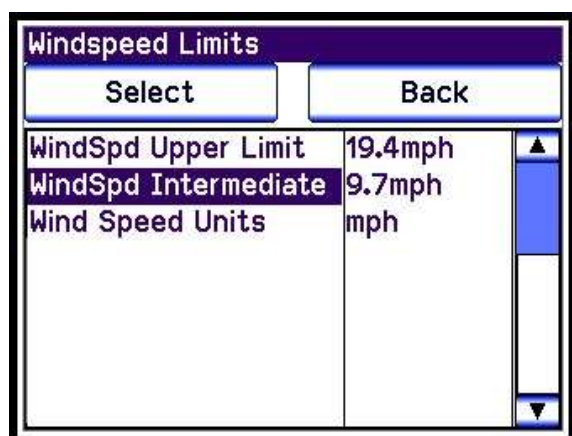 Windspeed Limits
Select Back
WindSpd Upper Limit 19.4mph
WindSpd Intermediate 9.7mph
Wind Speed Units mph